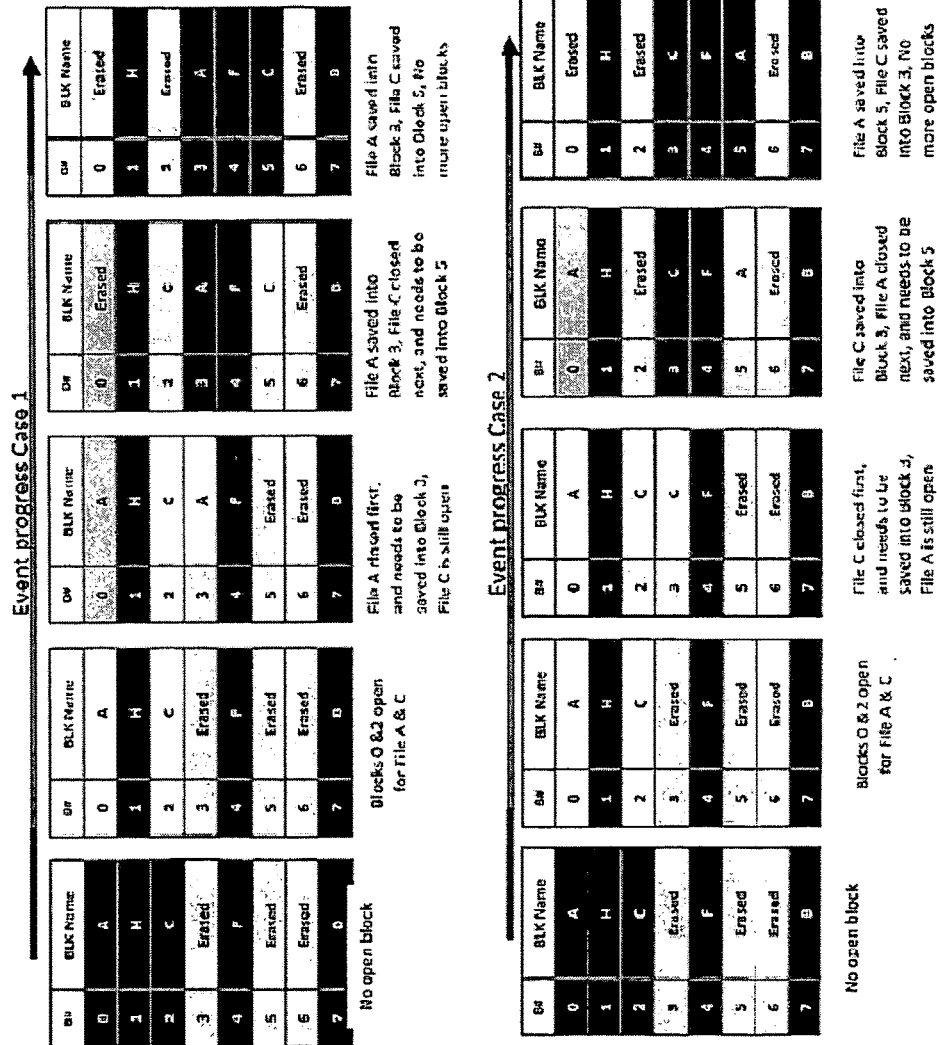 Event progress Case 1
B# BLK Name
0 A
1 H
2 C
3 Erased
4 F
5 Erased
6 Erased
7 B
No open block
B# BLK Name
0 A
1 H
2 C
3 Erased
4 F
5 Erased
6 Erased
7 B
Blocks 0 &2 open
for File A & C
B# BLK Name
0 A
1 H
2 C
3 A
4 F
5 Erased
6 Erased
7 B
File A closed first,
and needs to be
saved into Block 3,
File C is still open
B# BLK Name
0 Erased
1 H
2 C
3 A
4 F
5 C
6 Erased
7 B
File A saved into
Block 3, File C closed
next, and needs to be
saved into Block 5
B# BLK Name
0 Erased
1 H
2 Erased
3 A
4 F
5 C
6 Erased
7 B
File A saved into
Block 3, File C saved
into Block 5, No
more open blocks
Event progress Case 2
B# BLK Name
0 A
1 H
2 C
3 Erased
4 F
5 Erased
6 Erased
7 B
No open block
B# BLK Name
0 A
1 H
2 C
3 Erased
4 F
5 Erased
6 Erased
7 B
Blocks 0 & 2 open
for File A & C
B# BLK Name
0 A
1 H
2 C
3 C
4 F
5 Erased
6 Erased
7 B
File C closed first,
and needs to be
saved into Block 3,
File A is still open
B# BLK Name
0 A
1 H
2 Erased
3 C
4 F
5 A
6 Erased
7 B
File C saved into
Block 3, File A closed
next, and needs to be
saved into Block 5
B# BLK Name
0 Erased
1 H
2 Erased
3 C
4 F
5 A
6 Erased
7 B
File A saved into
Block 5, File C saved
into Block 3, No
more open blocks